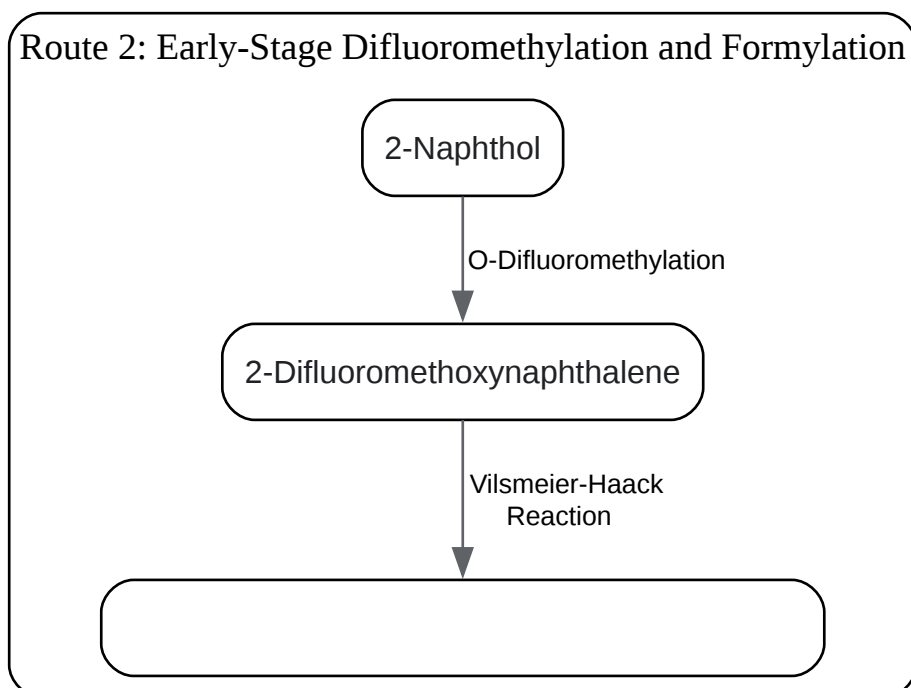 Route 2: Early-Stage Difluoromethylation and Formylation
2-Naphthol
O-Difluoromethylation
2-Difluoromethoxynaphthalene
Vilsmeier-Haack
Reaction